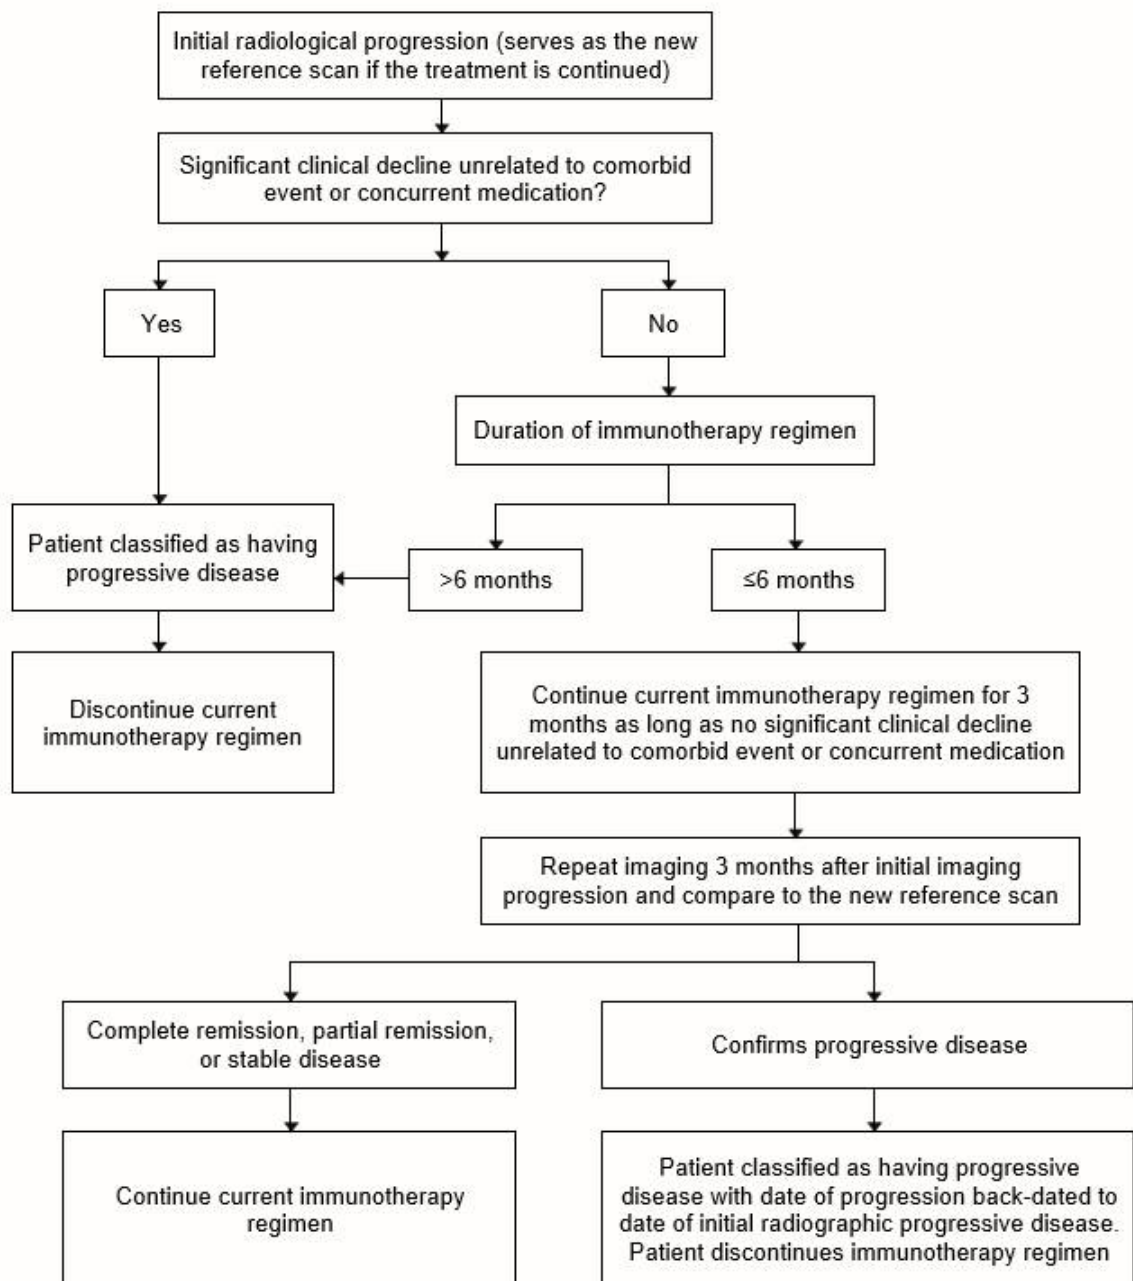 Initial radiological progression (serves as the new
reference scan if the treatment is continued)
Significant clinical decline unrelated to comorbid
event or concurrent medication?
Yes
No
Duration of immunotherapy regimen
Patient classified as having
progressive disease
>6 months
≤6 months
Discontinue current
immunotherapy regimen
Continue current immunotherapy regimen for 3
months as long as no significant clinical decline
unrelated to comorbid event or concurrent medication
Repeat imaging 3 months after initial imaging
progression and compare to the new reference scan
Complete remission, partial remission,
or stable disease
Confirms progressive disease
Continue current immunotherapy
regimen
Patient classified as having progressive
disease with date of progression back-dated to
date of initial radiographic progressive disease.
Patient discontinues immunotherapy regimen